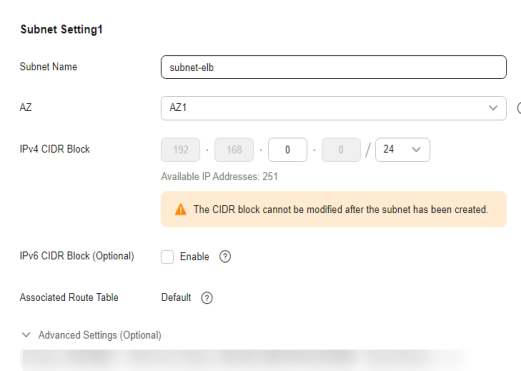 Subnet Setting1
Subnet Name subnet-elb
AZ AZ1
IPv4 CIDR Block 192 . 168 . 0 . 0 / 24
Available IP Addresses: 251
The CIDR block cannot be modified after the subnet has been created.
IPv6 CIDR Block (Optional) Enable ?
Associated Route Table Default ?
Advanced Settings (Optional)